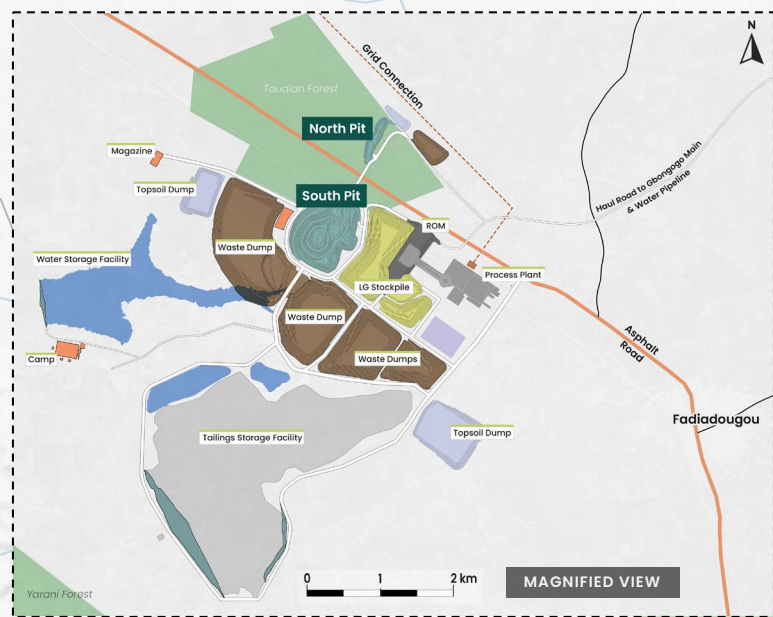 N
Grid Connection
Toudian Forest
North Pit
Magazine
Topsoil Dump
South Pit
Haul Road to Gbongogo Main
& Water Pipeline
ROM
Waste Dump
Water Storage Facility
Process Plant
LG Stockpile
Waste Dump
Asphalt
Road
Camp
Waste Dumps
Fadiadougou
Tailings Storage Facility
Topsoil Dump
0 1 2 km
MAGNIFIED VIEW
Yarani Forest